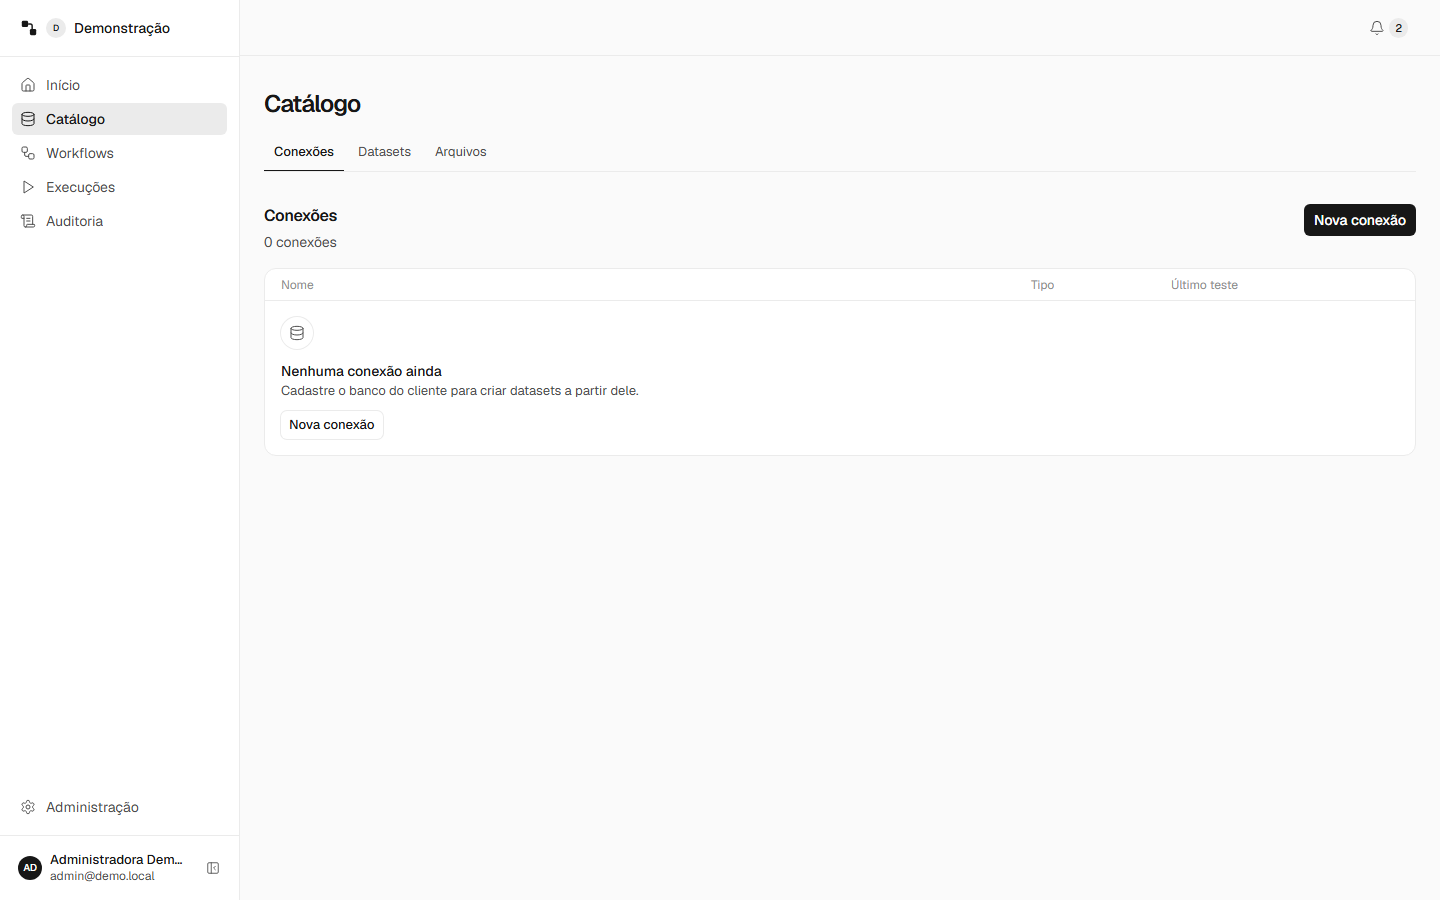 D Demonstração
2
Início
Catálogo
Workflows
Execuções
Auditoria
Administração
AD
Administradora Dem...
admin@demo.local
Catálogo
Conexões Datasets Arquivos
Conexões
0 conexões
Nova conexão
Nome Tipo Último teste
Nenhuma conexão ainda
Cadastre o banco do cliente para criar datasets a partir dele.
Nova conexão